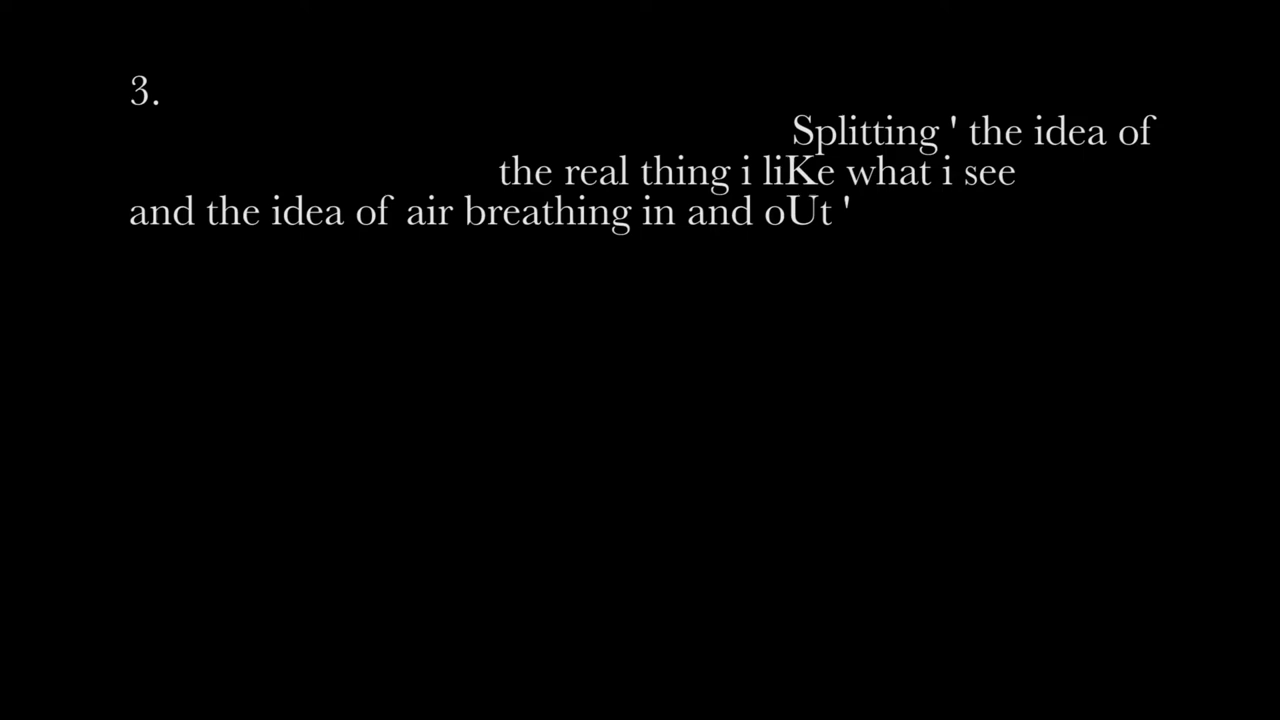 3.
Splitting ' the idea of
the real thing i liKe what i see
and the idea of air breathing in and oUt '